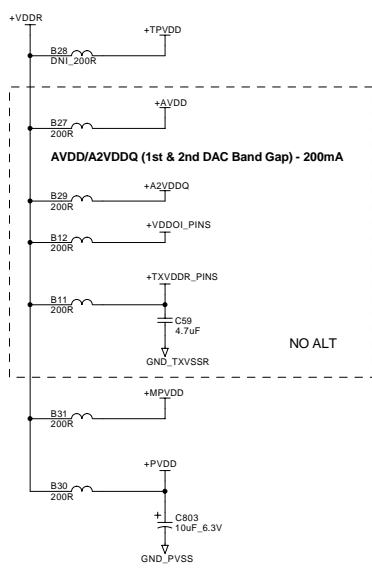 +VDDR
+TPVDD
B28
DNI_200R
+AVDD
B27
200R
AVDD/A2VDDQ (1st & 2nd DAC Band Gap) - 200mA
+A2VDDQ
B29
200R
+VDDOI_PINS
B12
200R
+TXVDDR_PINS
B11
200R
C59
4.7uF
NO ALT
GND_TXVSSR
+MPVDD
B31
200R
+PVDD
B30
200R
+
C803
10uF_6.3V
GND_PVSS